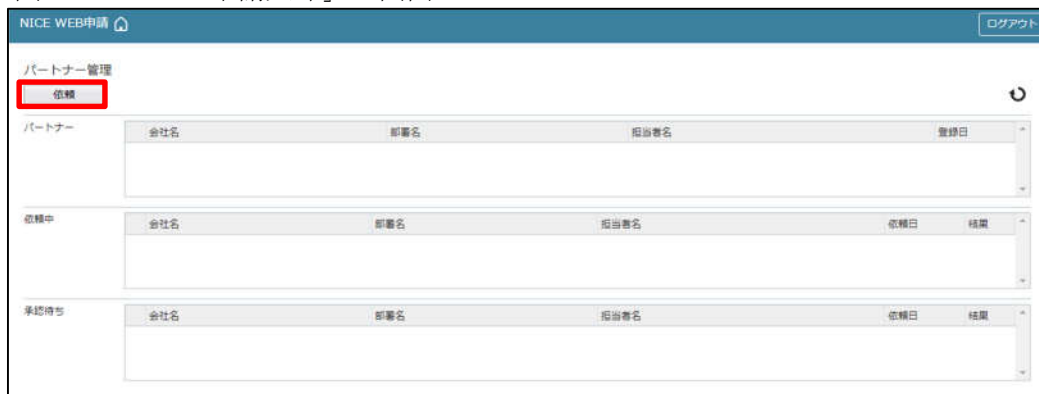 NICE WEB申請
ログアウト
パートナー管理
依頼
パートナー
会社名 部署名 担当者名 登録日
依頼中
会社名 部署名 担当者名 依頼日 結果
承認待ち
会社名 部署名 担当者名 依頼日 結果